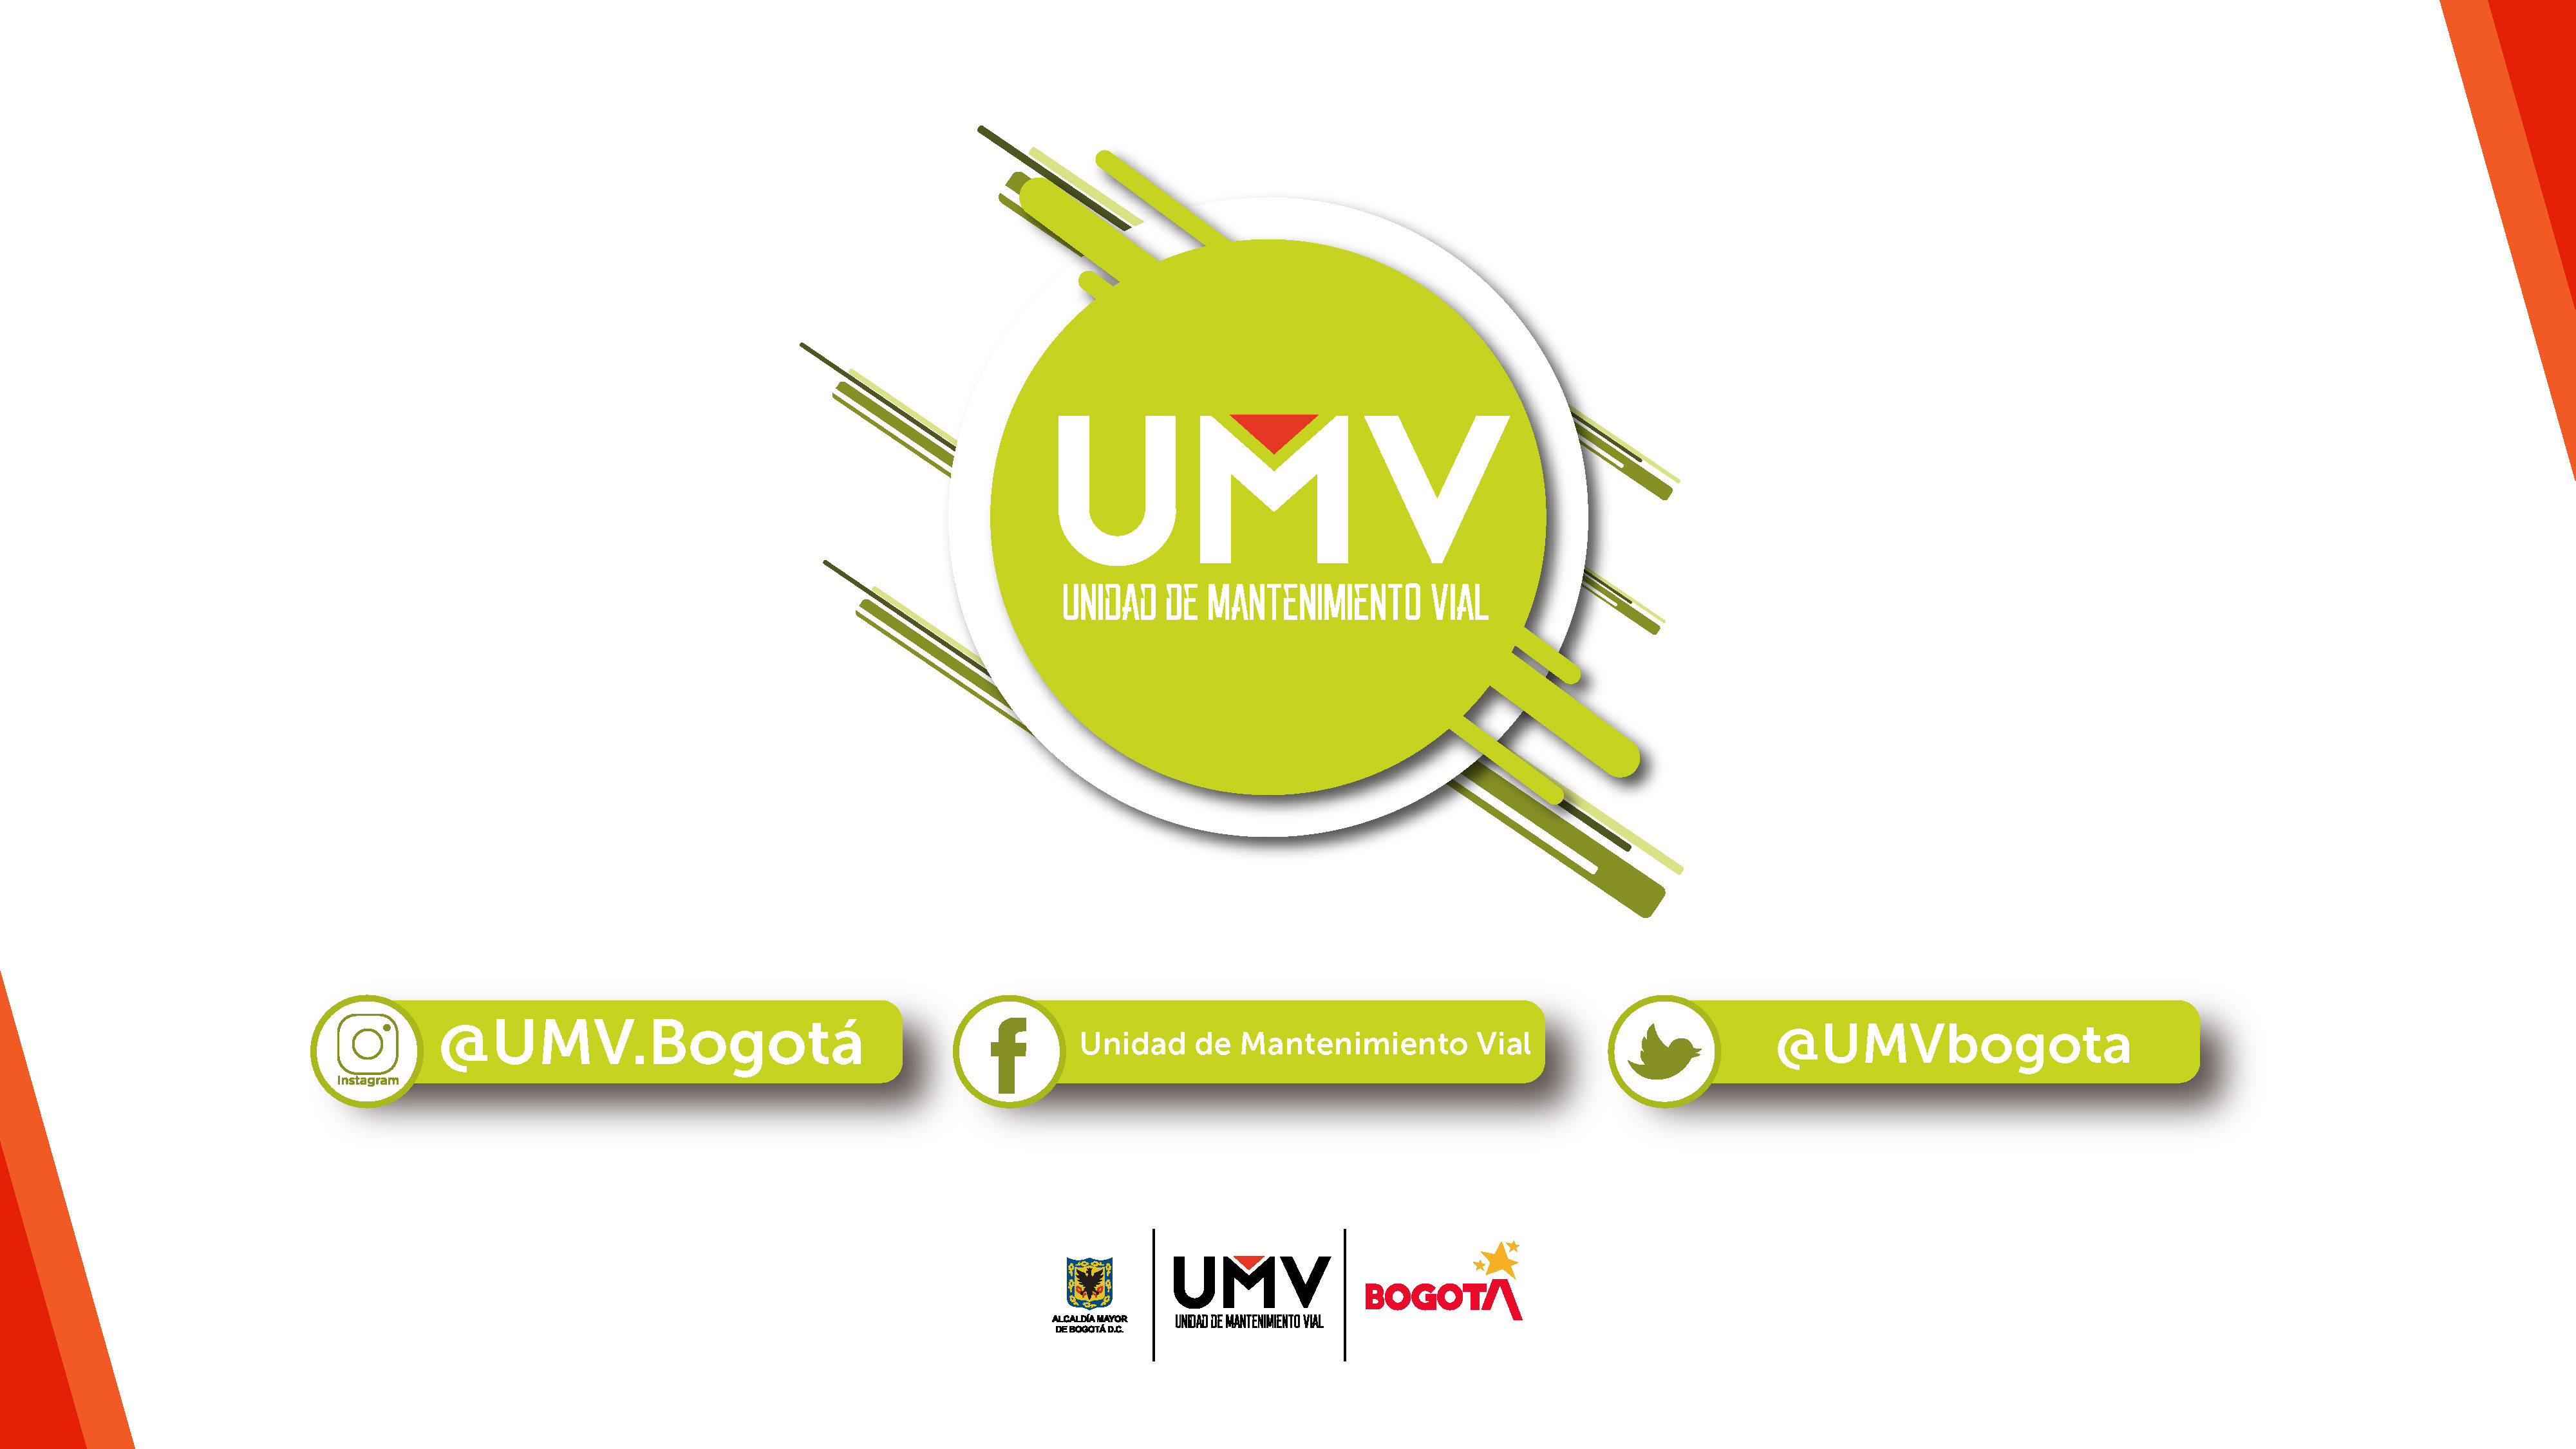 UMV
UNIDAD DE MANTENIMIENTO VIAL
Instagram
@UMV.Bogotá
Unidad de Mantenimiento Vial
@UMVbogota
ALCALDÍA MAYOR
DE BOGOTÁ D.C.
UMV
UNIDAD DE MANTENIMIENTO VIAL
BOGOTÁ